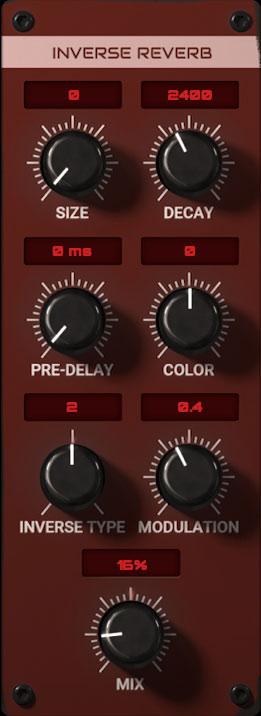 INVERSE REVERB
0 2400
SIZE DECAY
0 ms 0
PRE-DELAY COLOR
2 0.4
INVERSE TYPE MODULATION
16%
MIX